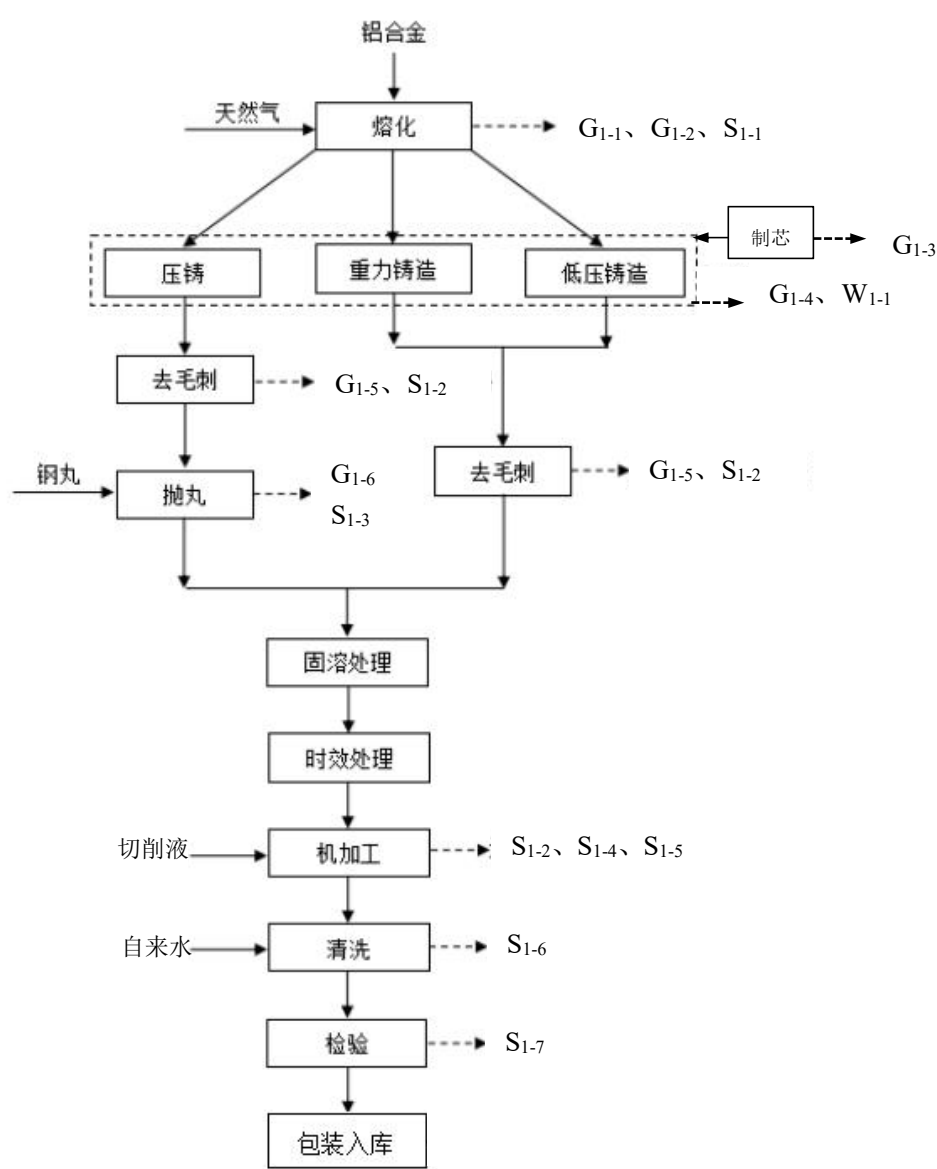 铝合金
天然气
熔化
G1-1、G1-2、S1-1
制芯
G1-3
压铸
重力铸造
低压铸造
G1-4、W1-1
去毛刺
G1-5、S1-2
钢丸
抛丸
G1-6
S1-3
去毛刺
G1-5、S1-2
固溶处理
时效处理
切削液
机加工
S1-2、S1-4、S1-5
自来水
清洗
S1-6
检验
S1-7
包装入库